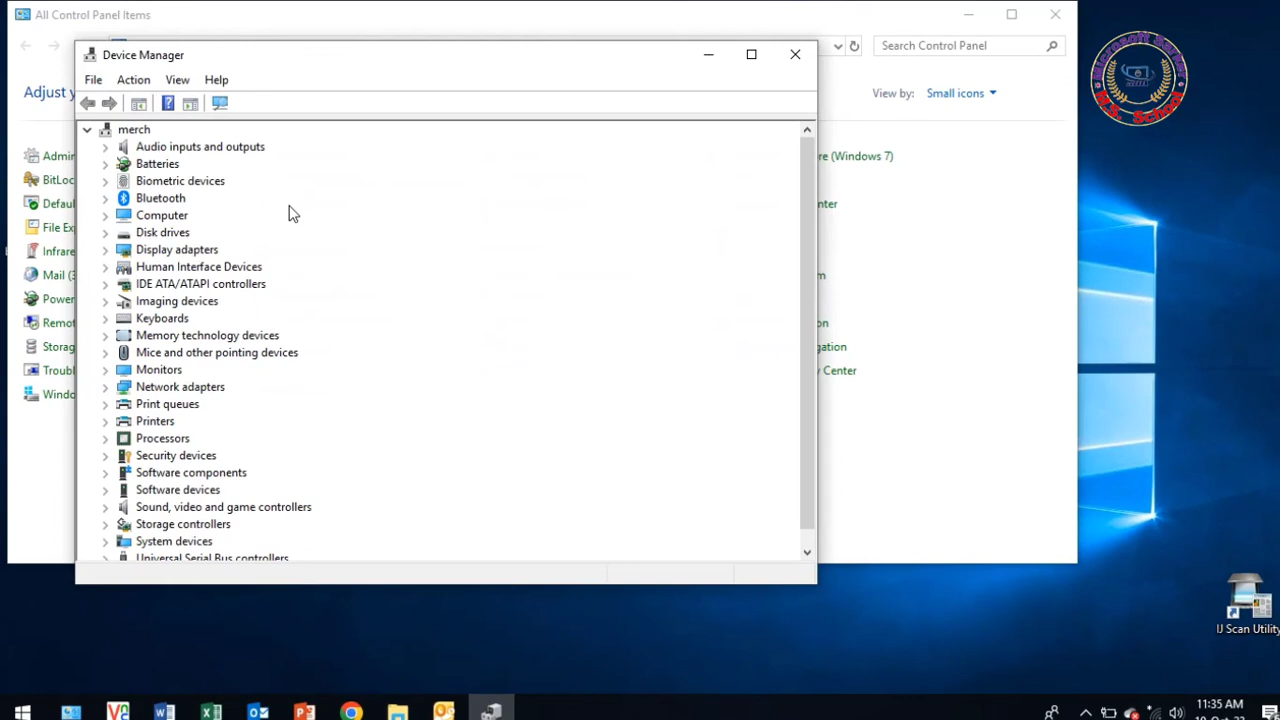 All Control Panel Items
Device Manager
Search Control Panel
File Action View Help
Adjust y
View by: Small icons
merch
Audio inputs and outputs
Batteries
Biometric devices
Bluetooth
Computer
Disk drives
Display adapters
Human Interface Devices
IDE ATA/ATAPI controllers
Imaging devices
Keyboards
Memory technology devices
Mice and other pointing devices
Monitors
Network adapters
Print queues
Printers
Processors
Security devices
Software components
Software devices
Sound, video and game controllers
Storage controllers
System devices
Universal Serial Bus controllers
Admin
BitLoc
Defaul
File Ex
Infrare
Mail (3
Power
Remot
Storag
Troubl
Windo
re (Windows 7)
nter
m
on
gation
y Center
H.S. School
IJ Scan Utility
11:35 AM